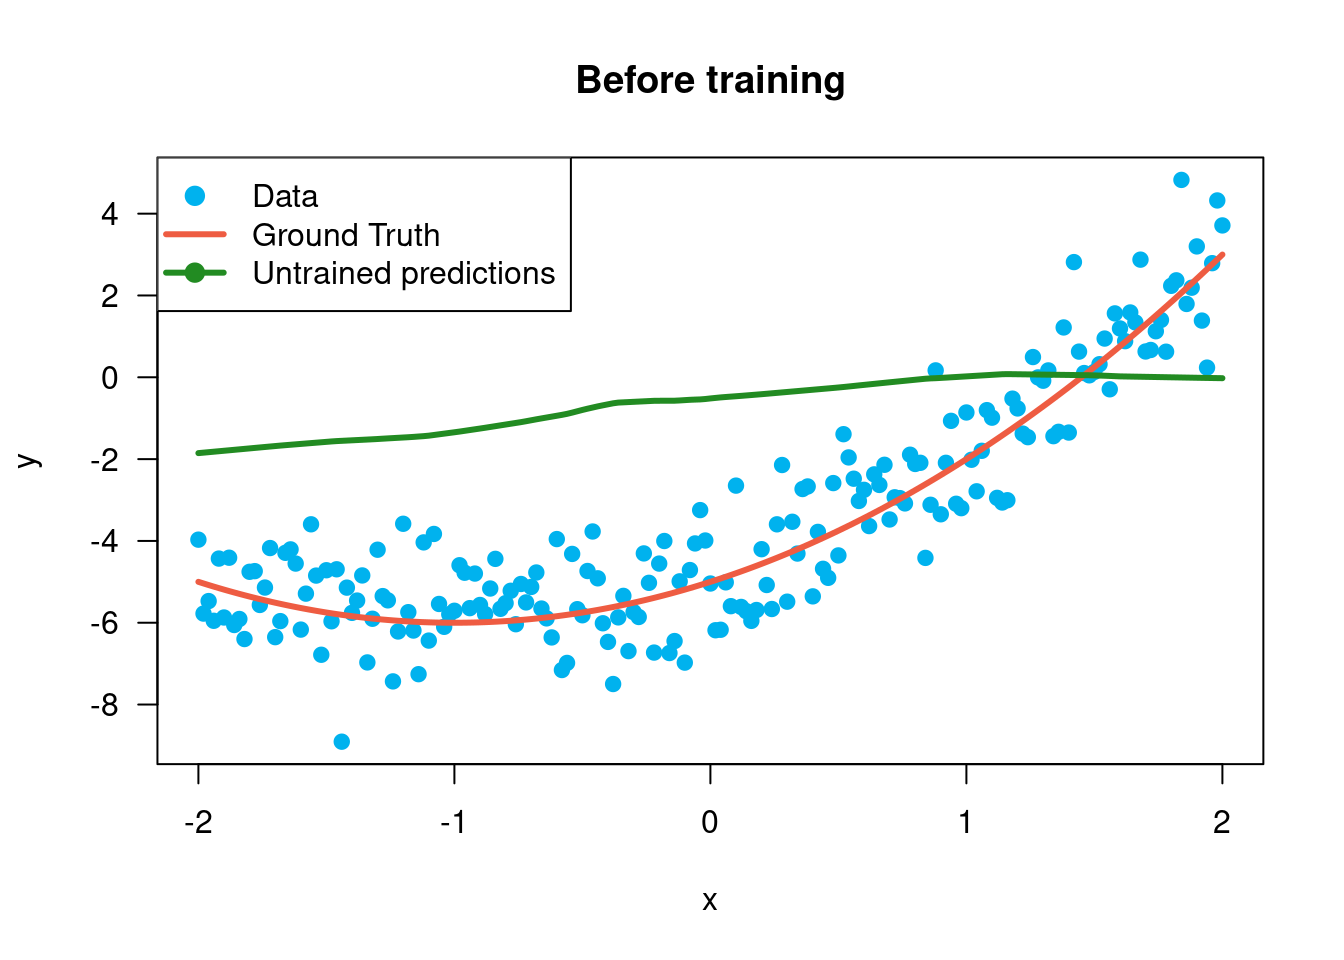 Before training
Data
Ground Truth
Untrained predictions
4
2
0
-2
-4
-6
-8
y
-2
-1
0
1
2
x